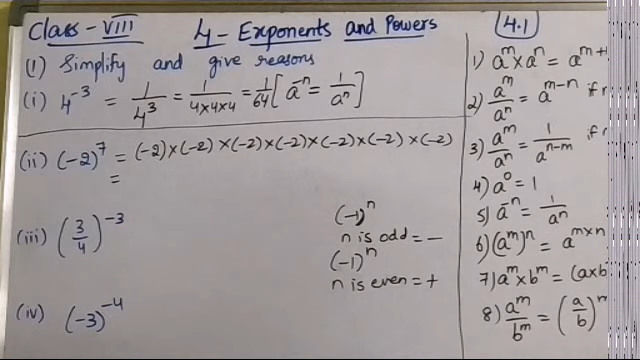 Class - VIII
4 - Exponents and Powers
(1) Simplify and give reasons
(i) 4^-3 = 1/4^3 = 1/(4×4×4) = 1/64 [a^-n = 1/a^n]
(ii) (-2)^7 = (-2)×(-2)×(-2)×(-2)×(-2)×(-2)×(-2)
=
(iii) (3/4)^-3
(iv) (-3)^-4
(-1)^n
n is odd = -
(-1)^n
n is even = +
4.1
1) a^m × a^n = a^m+
2) a^m/a^n = a^m-n if
3) a^m/a^n = 1/a^n-m if
4) a^0 = 1
5) a^-n = 1/a^n
6) (a^m)^n = a^m×n
7) a^m × b^m = (a×b
8) a^m/b^m = (a/b)^m